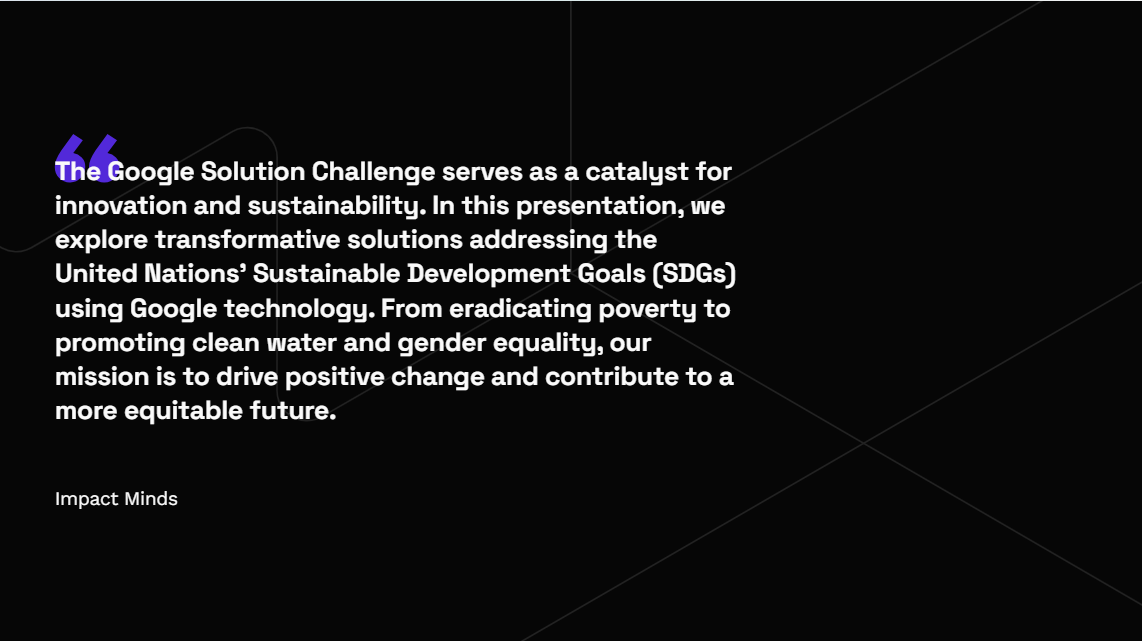 “
The Google Solution Challenge serves as a catalyst for
innovation and sustainability. In this presentation, we
explore transformative solutions addressing the
United Nations’ Sustainable Development Goals (SDGs)
using Google technology. From eradicating poverty to
promoting clean water and gender equality, our
mission is to drive positive change and contribute to a
more equitable future.
Impact Minds